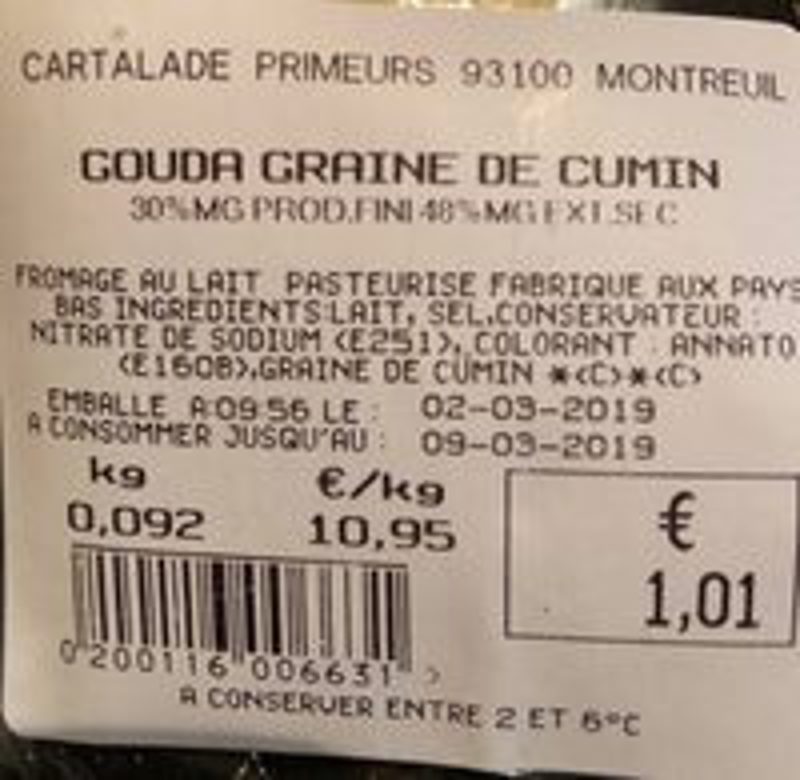 CARTALADE PRIMEURS 93100 MONTREUIL
GOUDA GRAINE DE CUMIN
30%MG PROD.FINI 48%MG EXT.SEC
FROMAGE AU LAIT PASTEURISE FABRIQUE AUX PAYS
BAS INGREDIENTS:LAIT, SEL,CONSERVATEUR :
NITRATE DE SODIUM <E251>, COLORANT : ANNATO
<E160B>,GRAINE DE CUMIN *<C>*<C>
EMBALLE A:09:56 LE : 02-03-2019
A CONSOMMER JUSQU'AU : 09-03-2019
kg €/kg €
0,092 10,95 1,01
0 200116 006631 >
A CONSERVER ENTRE 2 ET 6°C